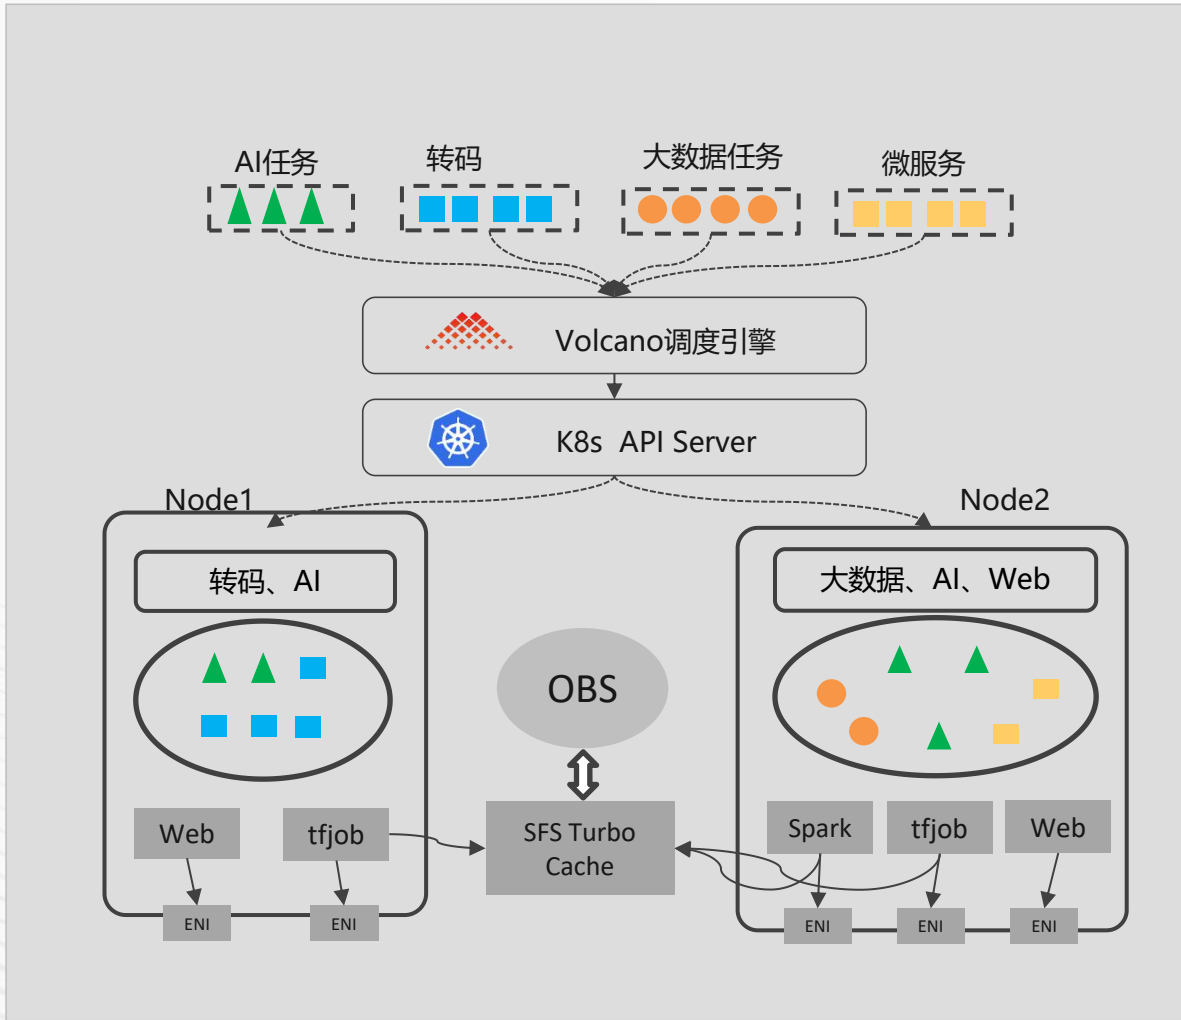 AI任务
转码
大数据任务
微服务
Volcano调度引擎
K8s API Server
Node1
Node2
转码、AI
大数据、AI、Web
OBS
Web
tfjob
SFS Turbo
Cache
Spark
tfjob
Web
ENI
ENI
ENI
ENI
ENI